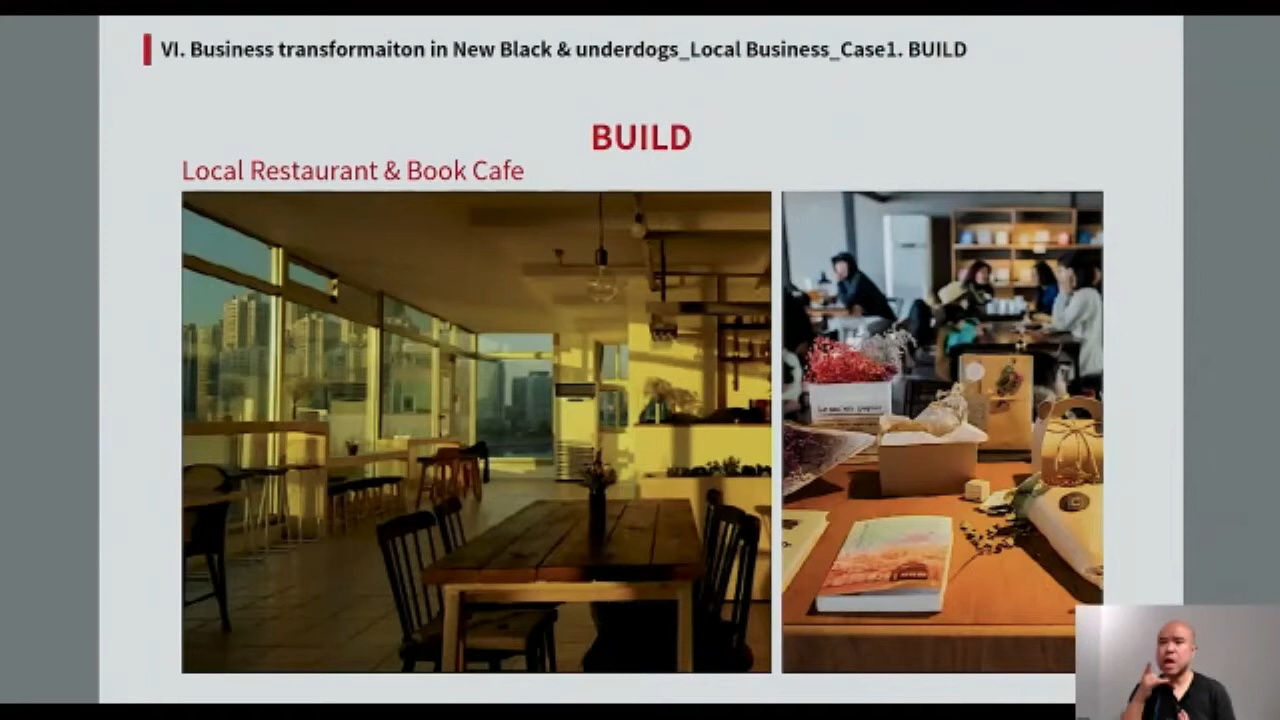 VI. Business transformaiton in New Black & underdogs_Local Business_Case1. BUILD
BUILD
Local Restaurant & Book Cafe